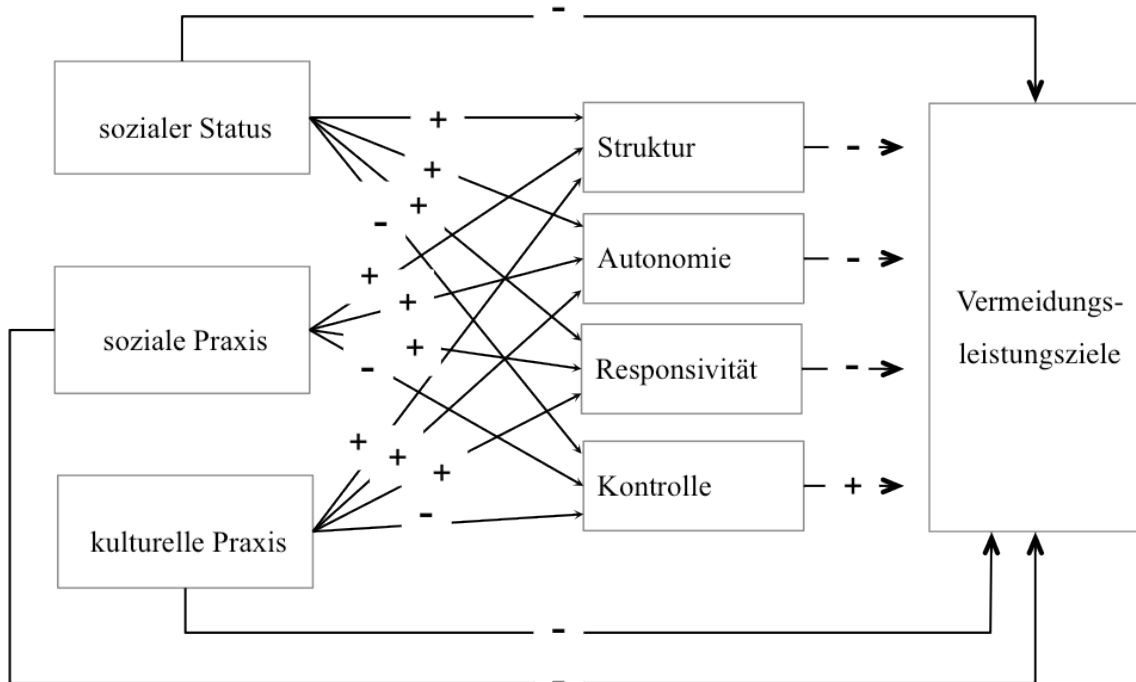 -
sozialer Status
+
Struktur
-
+
+
-
Autonomie
-
+
soziale Praxis
+
Vermeidungs-
leistungsziele
+
-
Responsivität
-
+
+
+
Kontrolle
+
kulturelle Praxis
-
-
-